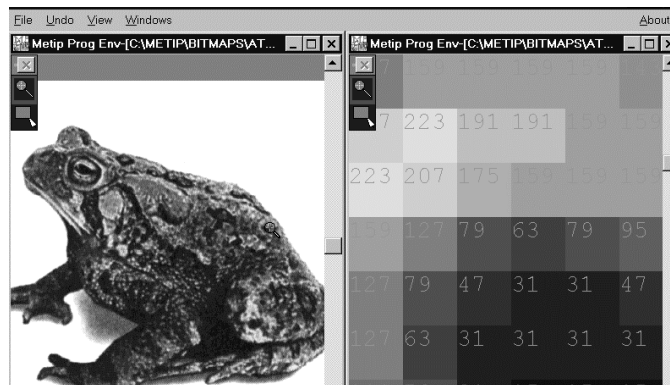 File Undo View Windows About
Metip Prog Env-[C:\METIP\BITMAPS\AT... Metip Prog Env-[C:\METIP\BITMAPS\AT...
159 159 159 159
223 191 191 159 159
223 207 175 159 159 159
159 127 79 63 79 95
127 79 47 31 31 47
127 63 31 31 31 31